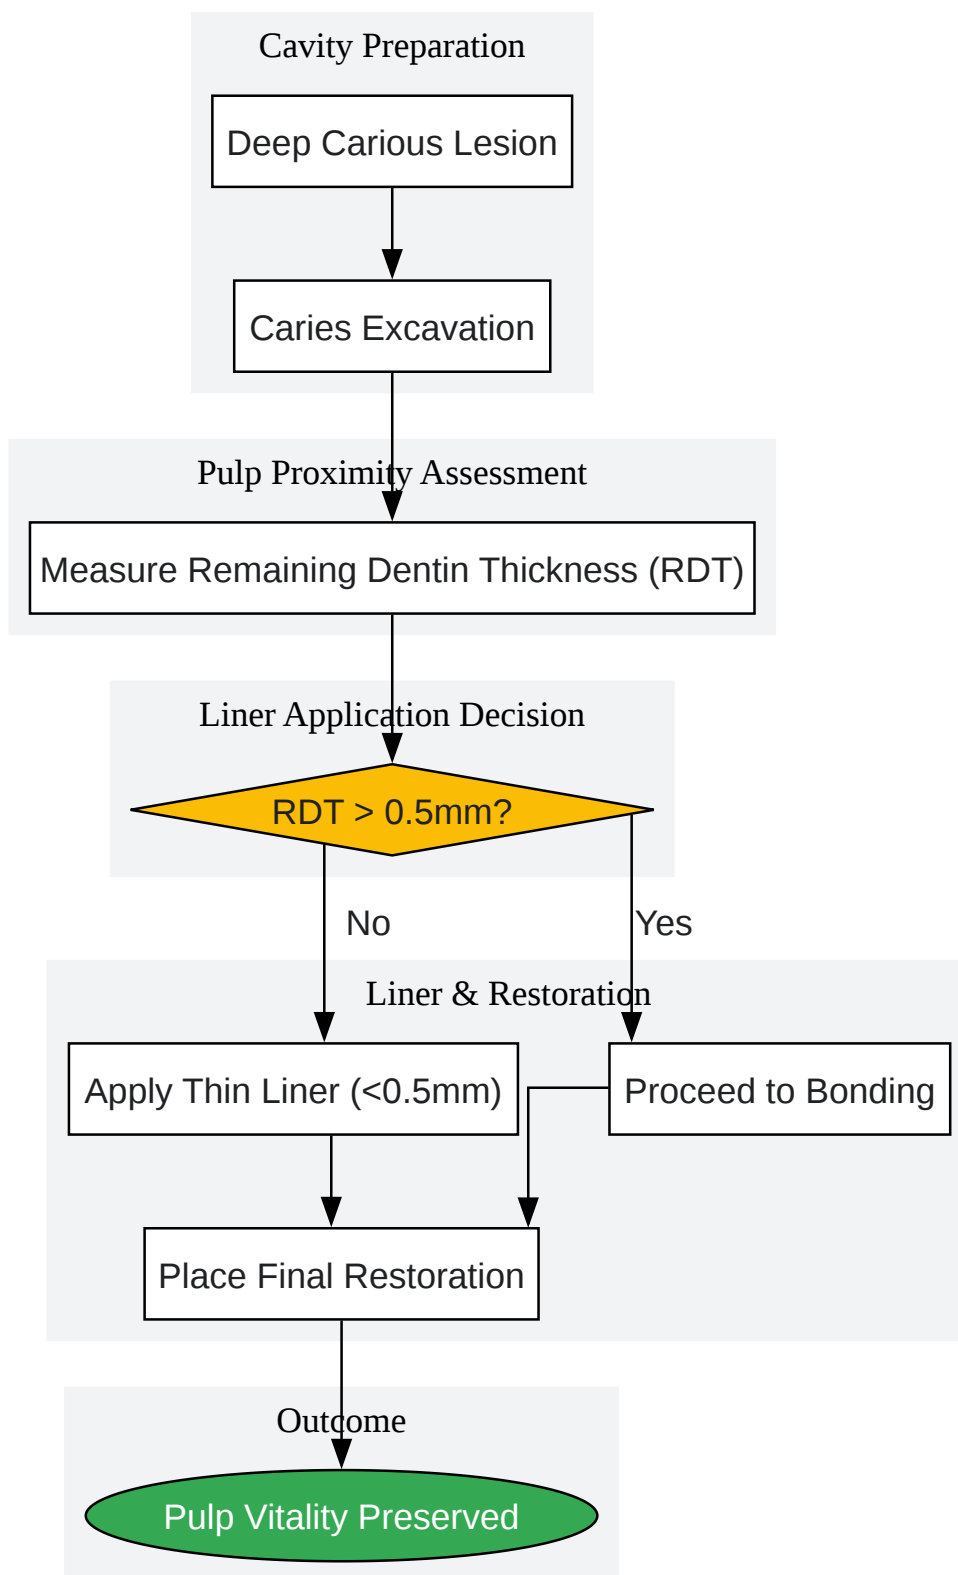 Cavity Preparation
Deep Carious Lesion
Caries Excavation
Pulp Proximity Assessment
Measure Remaining Dentin Thickness (RDT)
Liner Application Decision
RDT > 0.5mm?
No
Yes
Liner & Restoration
Apply Thin Liner (<0.5mm)
Proceed to Bonding
Place Final Restoration
Outcome
Pulp Vitality Preserved